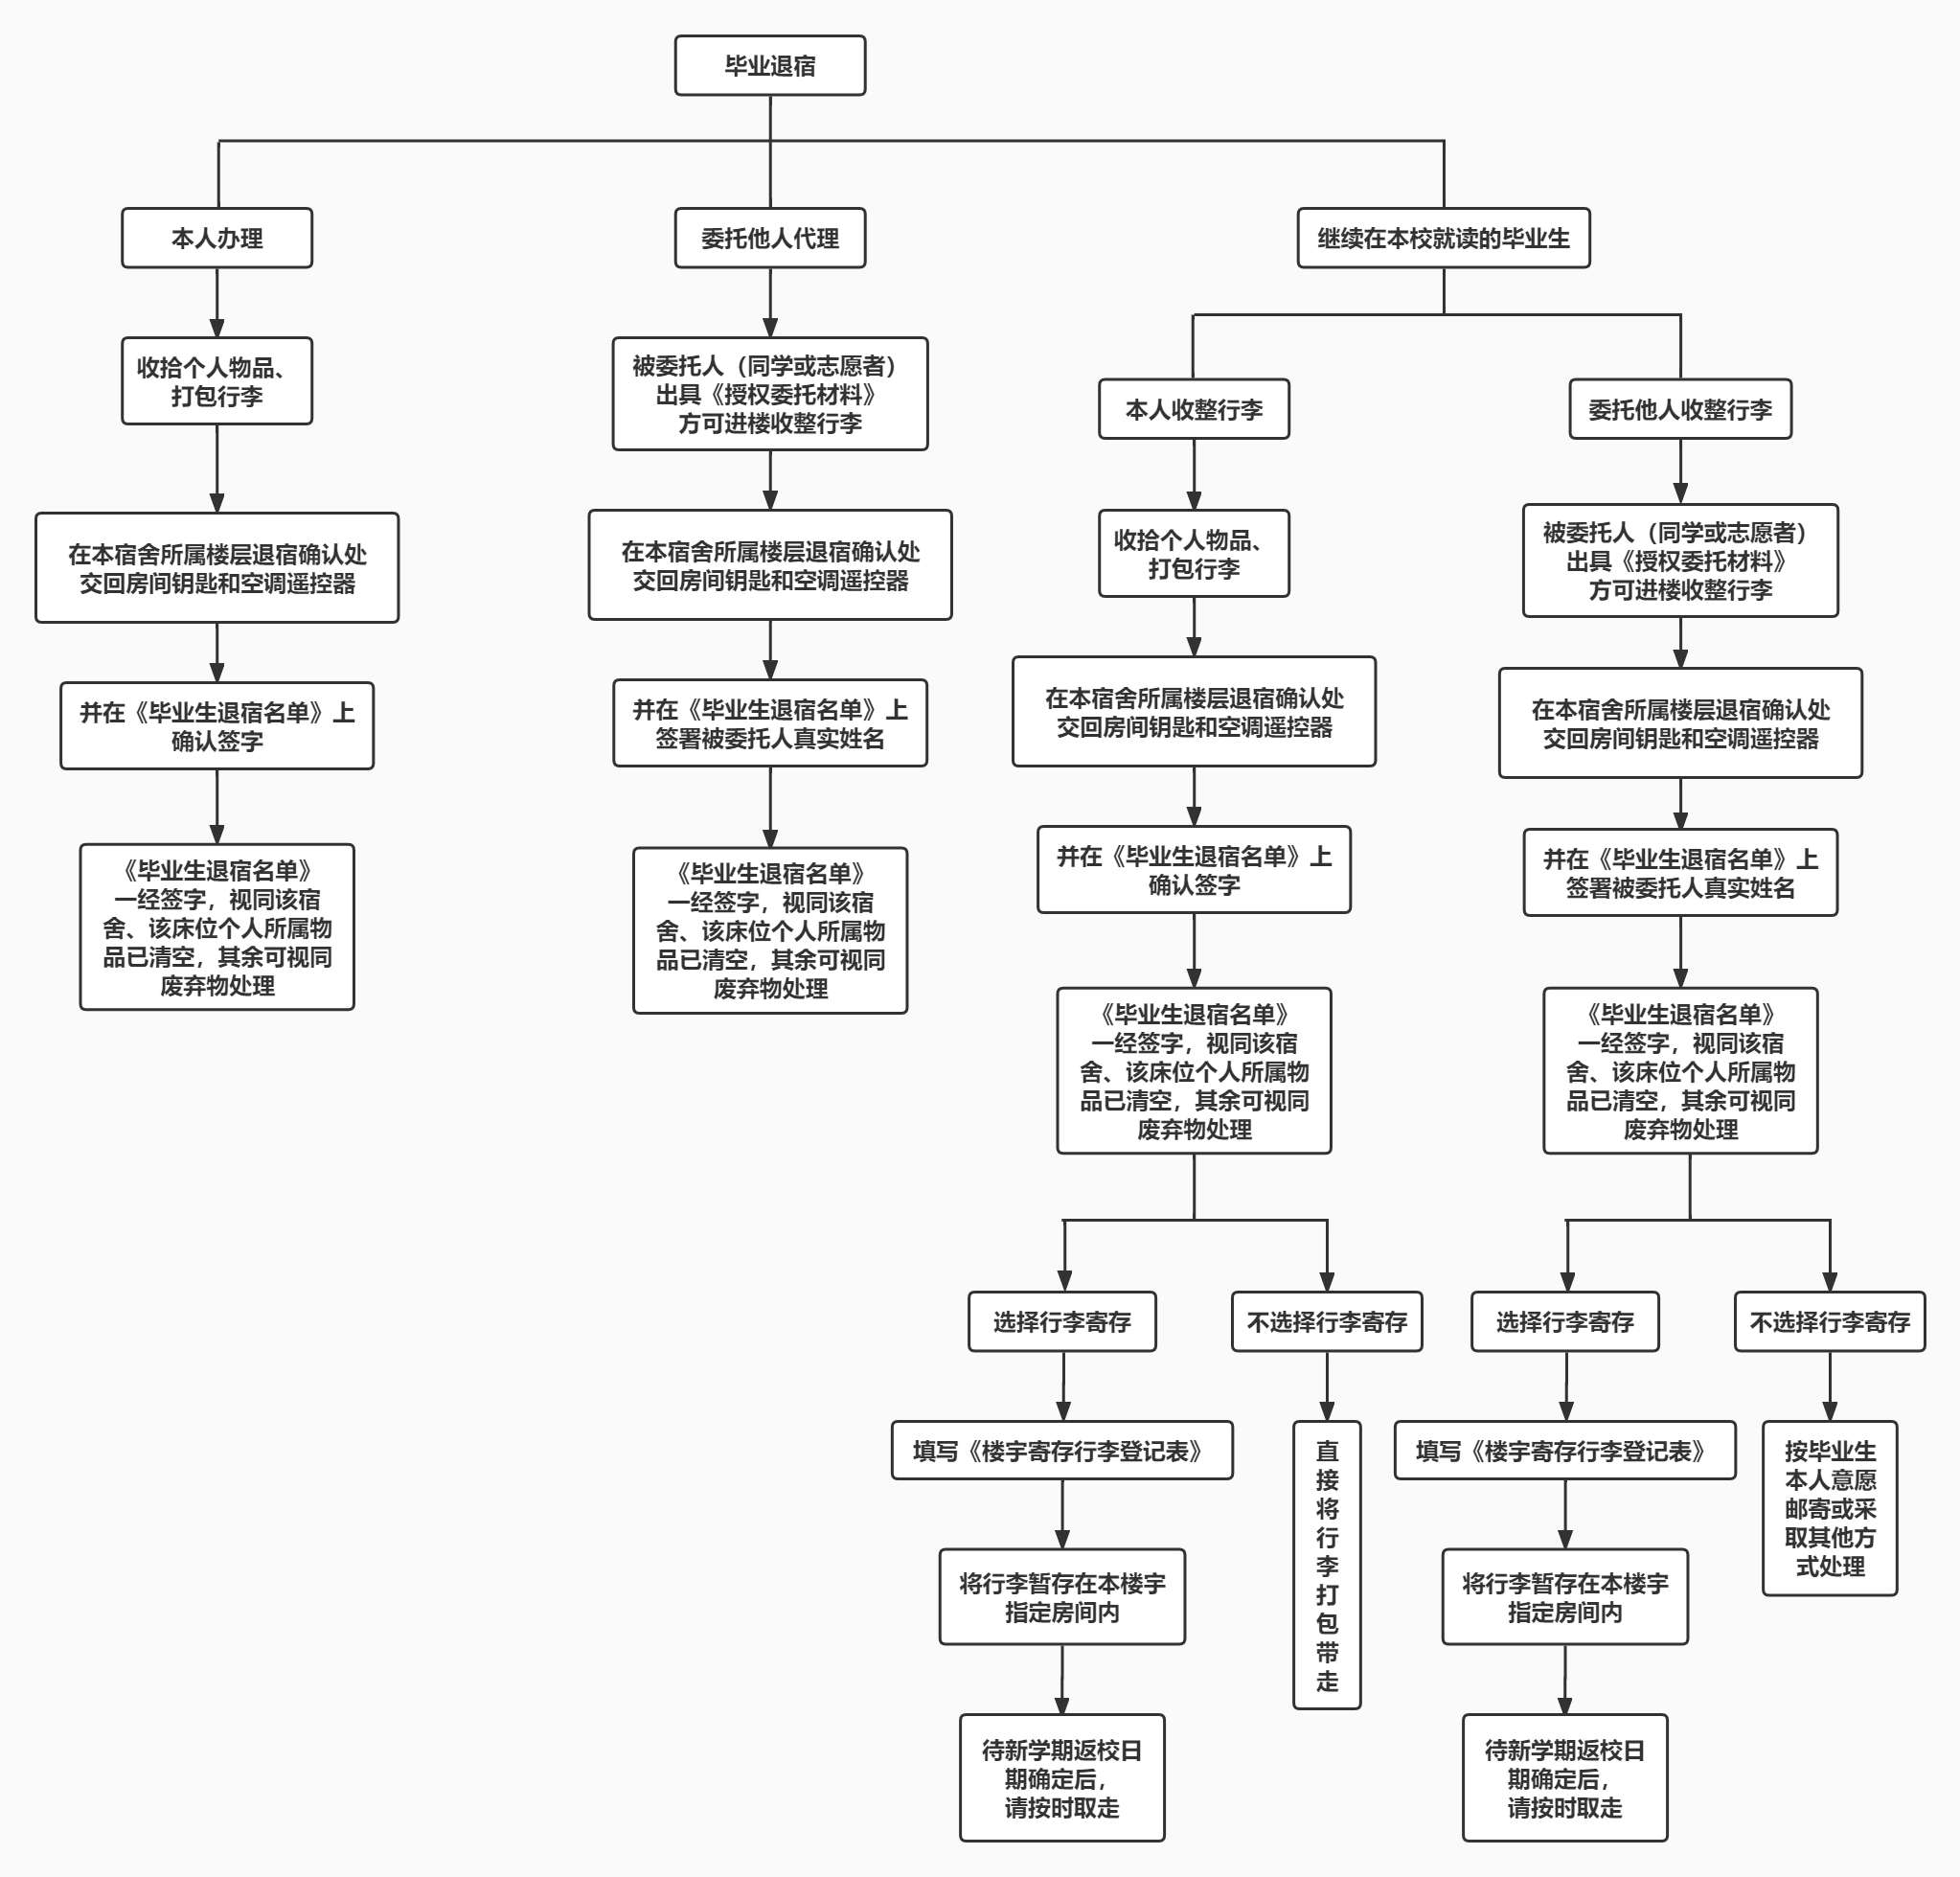 毕业退宿
本人办理
收拾个人物品、
打包行李
在本宿舍所属楼层退宿确认处
交回房间钥匙和空调遥控器
并在《毕业生退宿名单》上
确认签字
《毕业生退宿名单》
一经签字，视同该宿
舍、该床位个人所属物
品已清空，其余可视同
废弃物处理
委托他人代理
被委托人（同学或志愿者）
出具《授权委托材料》
方可进楼收整行李
在本宿舍所属楼层退宿确认处
交回房间钥匙和空调遥控器
并在《毕业生退宿名单》上
签署被委托人真实姓名
《毕业生退宿名单》
一经签字，视同该宿
舍、该床位个人所属物
品已清空，其余可视同
废弃物处理
继续在本校就读的毕业生
本人收整行李
收拾个人物品、
打包行李
在本宿舍所属楼层退宿确认处
交回房间钥匙和空调遥控器
并在《毕业生退宿名单》上
确认签字
《毕业生退宿名单》
一经签字，视同该宿
舍、该床位个人所属物
品已清空，其余可视同
废弃物处理
选择行李寄存
填写《楼宇寄存行李登记表》
将行李暂存在本楼宇
指定房间内
待新学期返校日
期确定后，
请按时取走
不选择行李寄存
直
接
将
行
李
打
包
带
走
委托他人收整行李
被委托人（同学或志愿者）
出具《授权委托材料》
方可进楼收整行李
在本宿舍所属楼层退宿确认处
交回房间钥匙和空调遥控器
并在《毕业生退宿名单》上
签署被委托人真实姓名
《毕业生退宿名单》
一经签字，视同该宿
舍、该床位个人所属物
品已清空，其余可视同
废弃物处理
选择行李寄存
填写《楼宇寄存行李登记表》
将行李暂存在本楼宇
指定房间内
待新学期返校日
期确定后，
请按时取走
不选择行李寄存
按毕业生
本人意愿
邮寄或采
取其他方
式处理